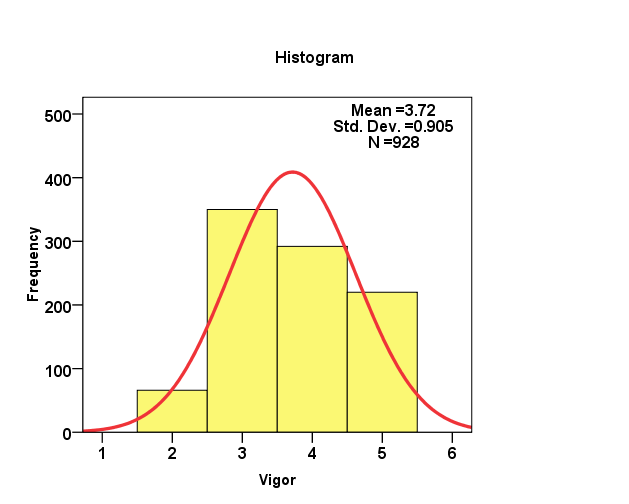 Histogram
Mean =3.72
Std. Dev. =0.905
N =928
500
400
300
200
100
0
Frequency
1 2 3 4 5 6
Vigor